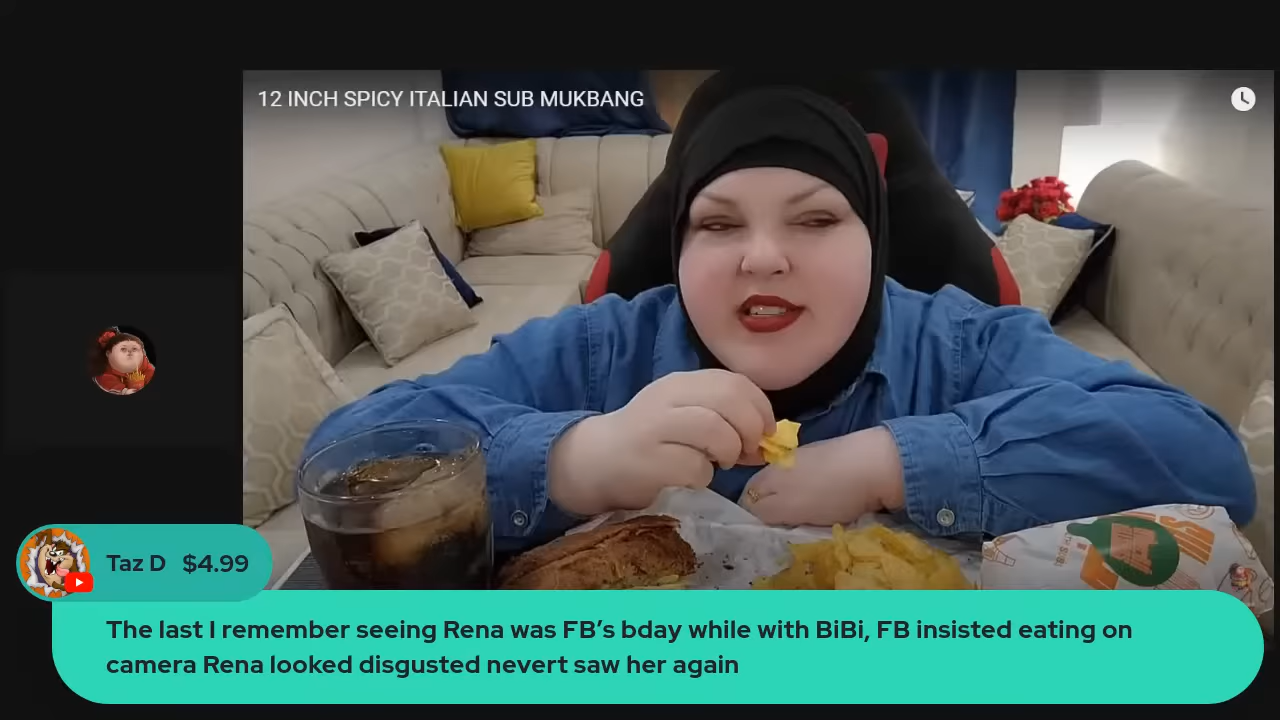 12 INCH SPICY ITALIAN SUB MUKBANG
Taz D $4.99
The last I remember seeing Rena was FB's bday while with BiBi, FB insisted eating on
camera Rena looked disgusted nevert saw her again